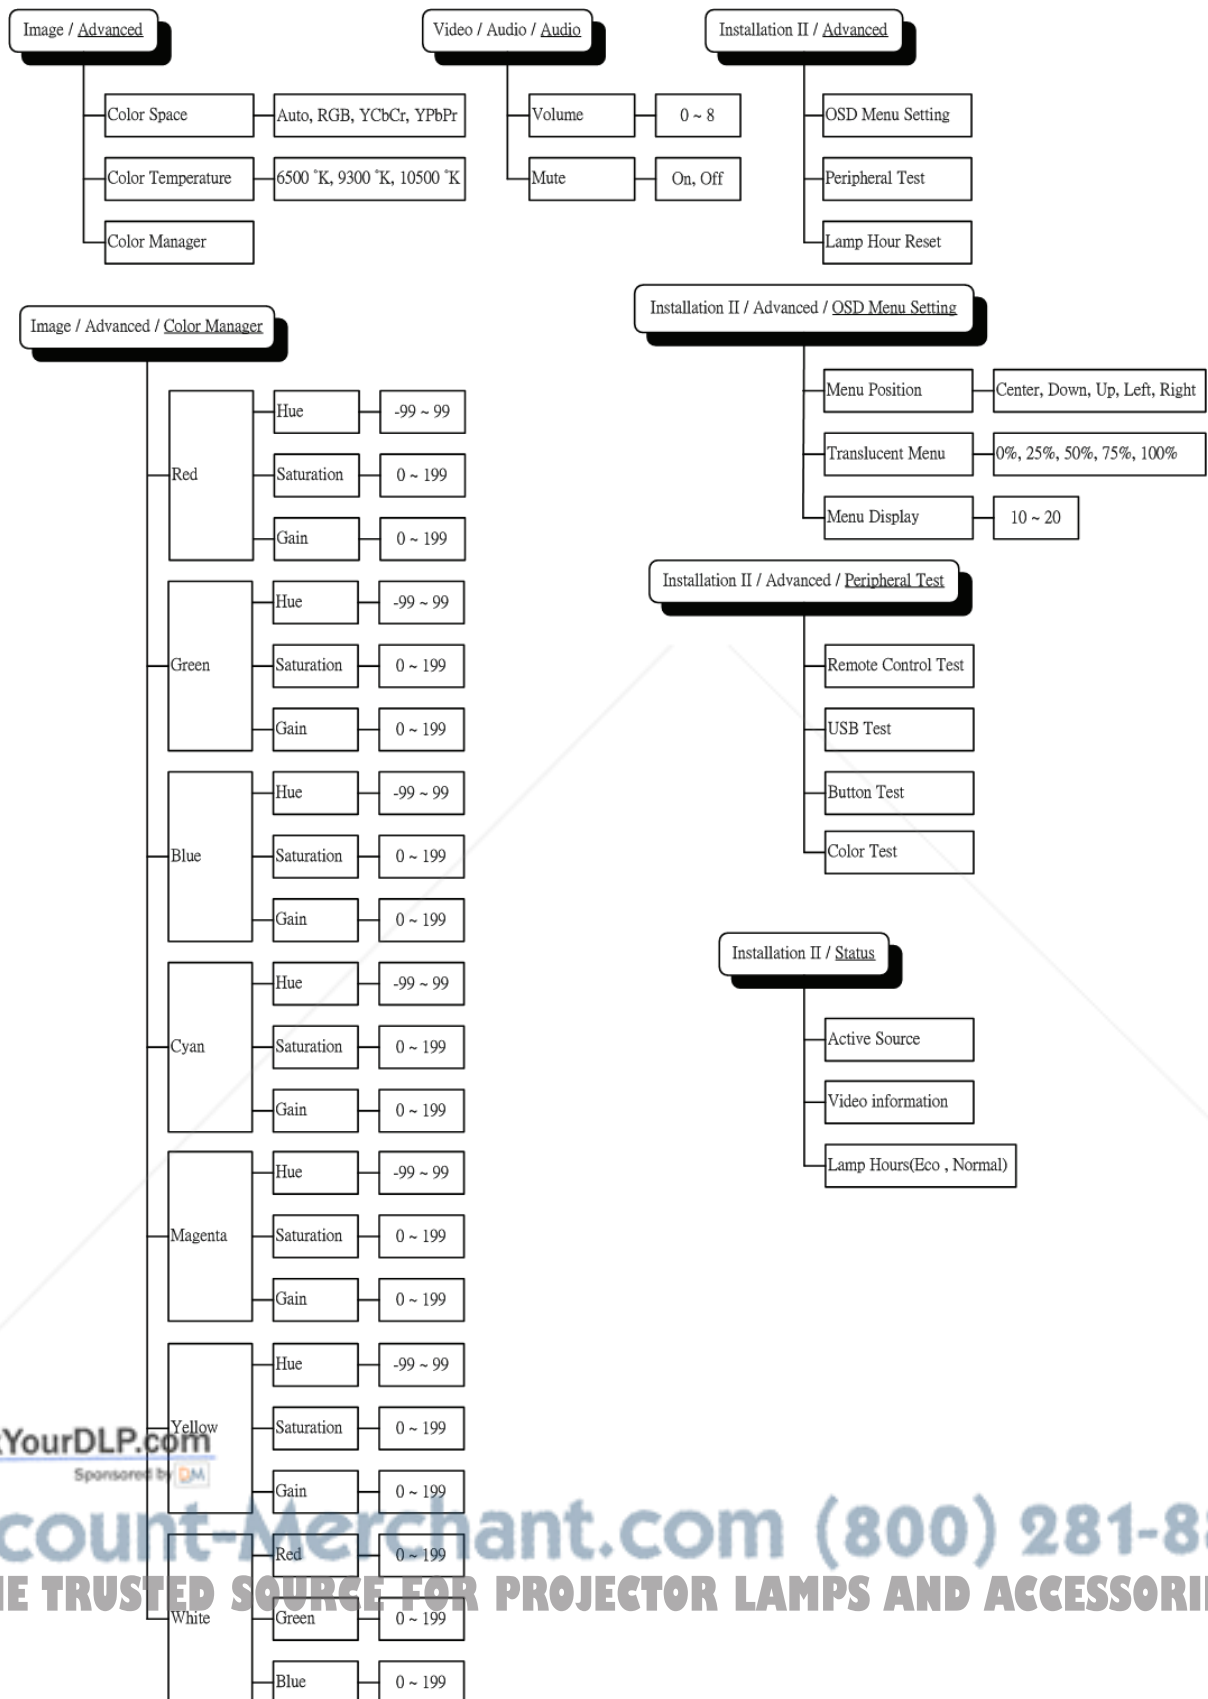 Image / Advanced
Color Space
Auto, RGB, YCbCr, YPbPr
Color Temperature
6500 °K, 9300 °K, 10500 °K
Color Manager
Video / Audio / Audio
Volume
0 ~ 8
Mute
On, Off
Installation II / Advanced
OSD Menu Setting
Peripheral Test
Lamp Hour Reset
Image / Advanced / Color Manager
Red
Hue
-99 ~ 99
Saturation
0 ~ 199
Gain
0 ~ 199
Green
Hue
-99 ~ 99
Saturation
0 ~ 199
Gain
0 ~ 199
Blue
Hue
-99 ~ 99
Saturation
0 ~ 199
Gain
0 ~ 199
Cyan
Hue
-99 ~ 99
Saturation
0 ~ 199
Gain
0 ~ 199
Magenta
Hue
-99 ~ 99
Saturation
0 ~ 199
Gain
0 ~ 199
Yellow
Hue
-99 ~ 99
Saturation
0 ~ 199
Gain
0 ~ 199
White
Red
0 ~ 199
Green
0 ~ 199
Blue
0 ~ 199
Installation II / Advanced / OSD Menu Setting
Menu Position
Center, Down, Up, Left, Right
Translucent Menu
0%, 25%, 50%, 75%, 100%
Menu Display
10 ~ 20
Installation II / Advanced / Peripheral Test
Remote Control Test
USB Test
Button Test
Color Test
Installation II / Status
Active Source
Video information
Lamp Hours(Eco , Normal)
YourDLP.com
Sponsored by DM
count-Merchant.com (800) 281-8
E TRUSTED SOURCE FOR PROJECTOR LAMPS AND ACCESSORI